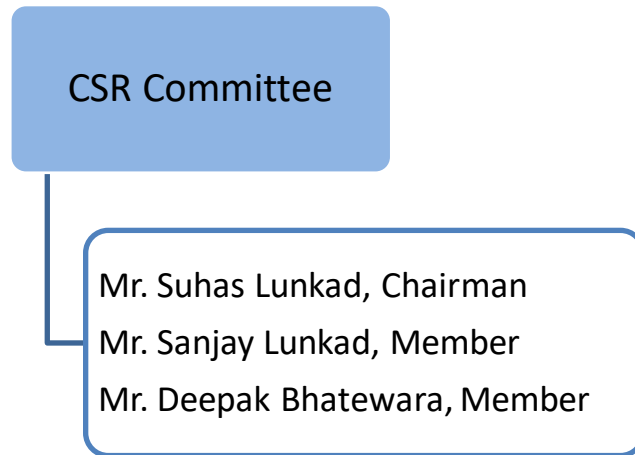 CSR Committee
Mr. Suhas Lunkad, Chairman
Mr. Sanjay Lunkad, Member
Mr. Deepak Bhatewara, Member